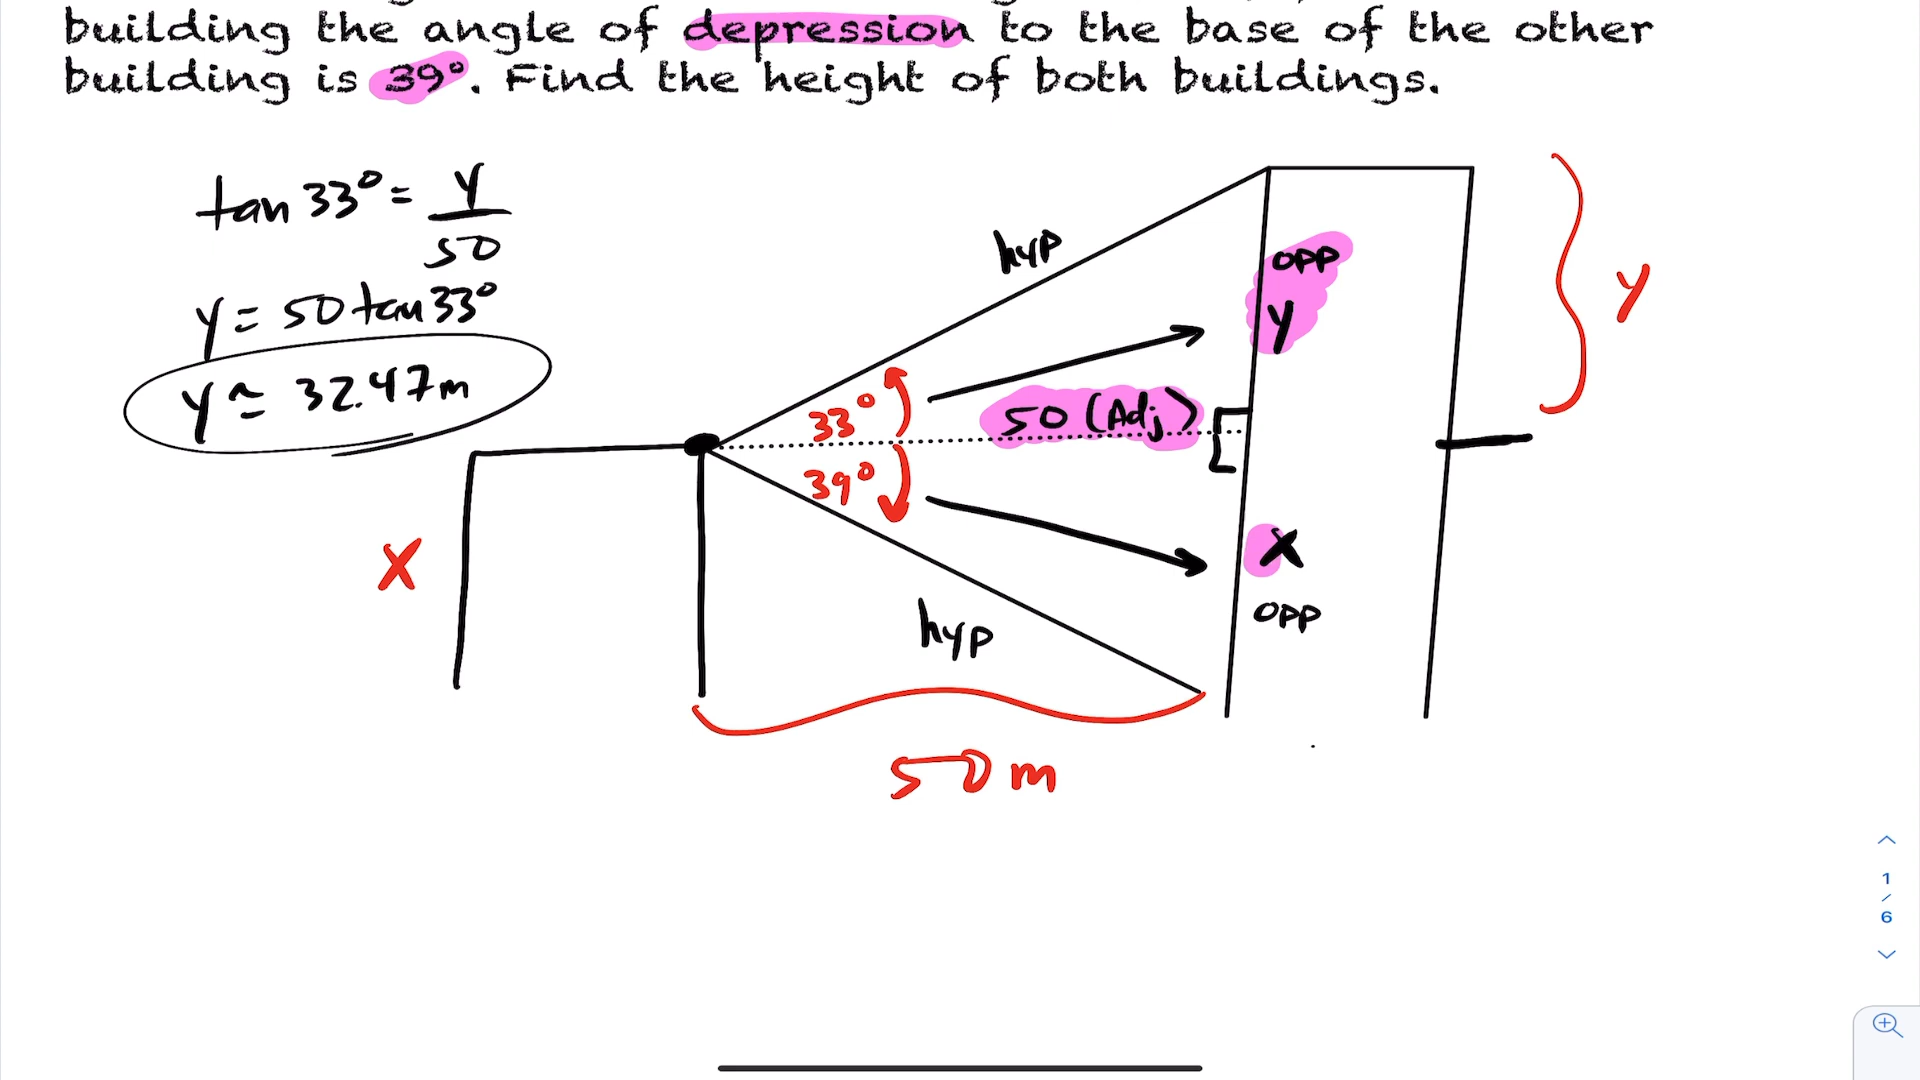 building the angle of depression to the base of the other
building is 39°. Find the height of both buildings.
tan 33° = y
50
y = 50 tan 33°
y ≈ 32.47m
hyp
opp
y
y
33°
50 (Adj)
39°
x
x
opp
hyp
50 m
1
/
6